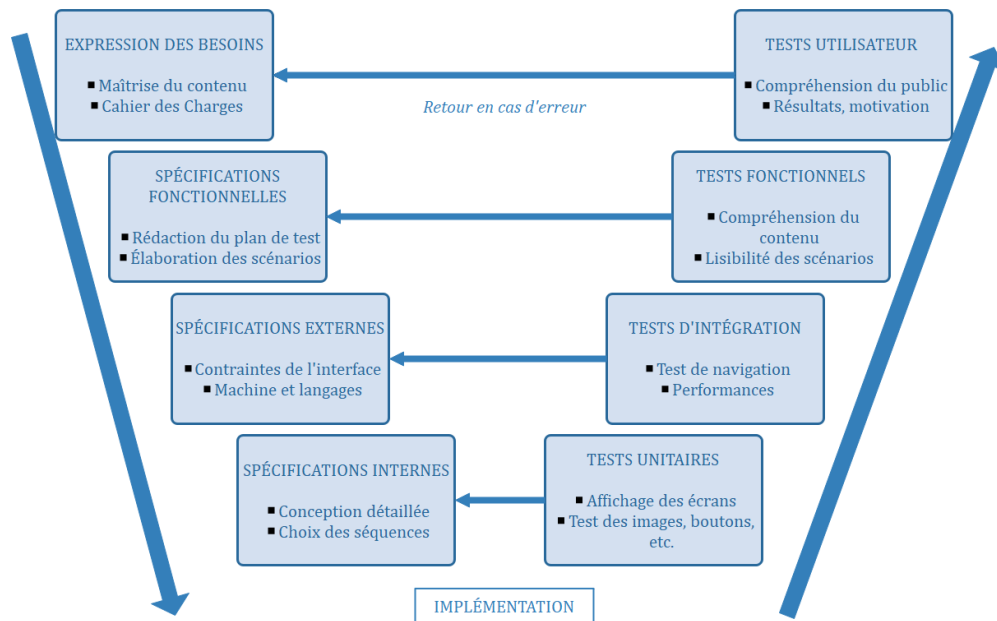 EXPRESSION DES BESOINS
▪ Maîtrise du contenu
▪ Cahier des Charges
TESTS UTILISATEUR
▪ Compréhension du public
▪ Résultats, motivation
Retour en cas d'erreur
SPÉCIFICATIONS
FONCTIONNELLES
▪ Rédaction du plan de test
▪ Élaboration des scénarios
TESTS FONCTIONNELS
▪ Compréhension du
contenu
▪ Lisibilité des scénarios
SPÉCIFICATIONS EXTERNES
▪ Contraintes de l'interface
▪ Machine et langages
TESTS D'INTÉGRATION
▪ Test de navigation
▪ Performances
SPÉCIFICATIONS INTERNES
▪ Conception détaillée
▪ Choix des séquences
TESTS UNITAIRES
▪ Affichage des écrans
▪ Test des images, boutons,
etc.
IMPLÉMENTATION